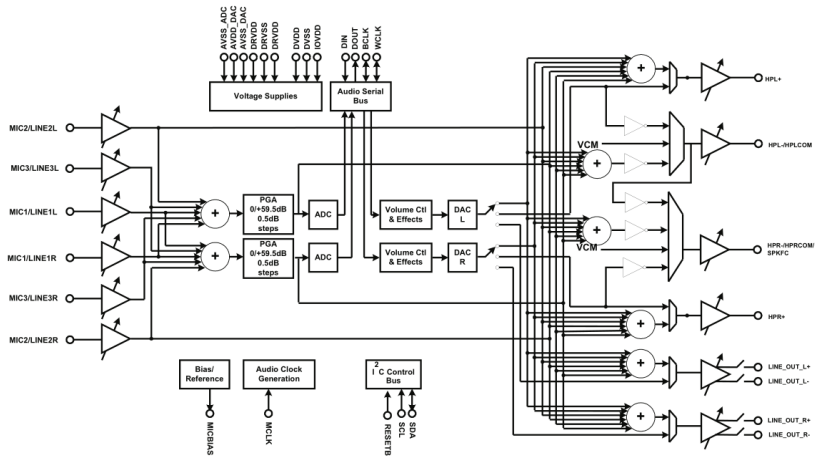 AVSS_ADC
AVDD_DAC
AVSS_DAC
DRVDD
DRVSS
DRVDD
DVDD
DVSS
IOVDD
DIN
DOUT
BCLK
WCLK
Voltage Supplies
Audio Serial
Bus
MIC2/LINE2L
MIC3/LINE3L
MIC1/LINE1L
MIC1/LINE1R
MIC3/LINE3R
MIC2/LINE2R
+
+
PGA
0/+59.5dB
0.5dB
steps
PGA
0/+59.5dB
0.5dB
steps
ADC
ADC
Volume Ctl
& Effects
Volume Ctl
& Effects
DAC
L
DAC
R
+
VCM
+
+
VCM
+
+
+
HPL+
HPL-/HPLCOM
HPR-/HPRCOM/
SPKFC
HPR+
LINE_OUT_L+
LINE_OUT_L-
LINE_OUT_R+
LINE_OUT_R-
Bias/
Reference
Audio Clock
Generation
2
I C Control
Bus
MICBIAS
MCLK
RESETB
SCL
SDA